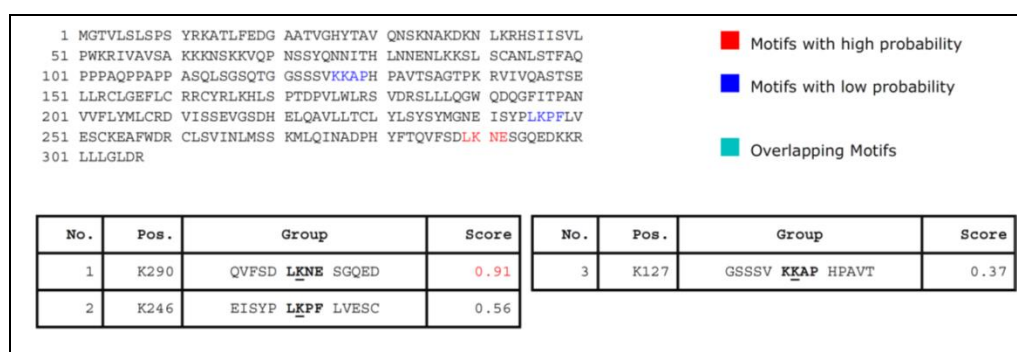 1 MGTVLSLSPS YRKATLFEDG AATVGHYTAV QNSKNAKDKN LKRHSIISVL
51 PWKRIVAVSA KKKNSKKVQP NSSYQNNITH LNNENLKKSL SCANLSTFAQ
101 PPPAQPPAPP ASQLSGSQTG GSSSVKKAPH PAVTSAGTPK RVIVQASTSE
151 LLRCLGEFLC RRCYRLKHLS PTDPVLWLRS VDRSLLLQGW QDQGFITPAN
201 VVFLYMLCRD VISSEVGSDH ELQAVLLTCL YLSYSYMGNE ISYPLKPFLV
251 ESCKEAFWDR CLSVINLMSS KMLQINADPH YFTQVFSDLK NESGQEDKKR
301 LLLGLDR
Motifs with high probability
Motifs with low probability
Overlapping Motifs
No. Pos. Group Score
1 K290 QVFSD LKNE SGQED 0.91
2 K246 EISYP LKPF LVESC 0.56
No. Pos. Group Score
3 K127 GSSSV KKAP HPAVT 0.37